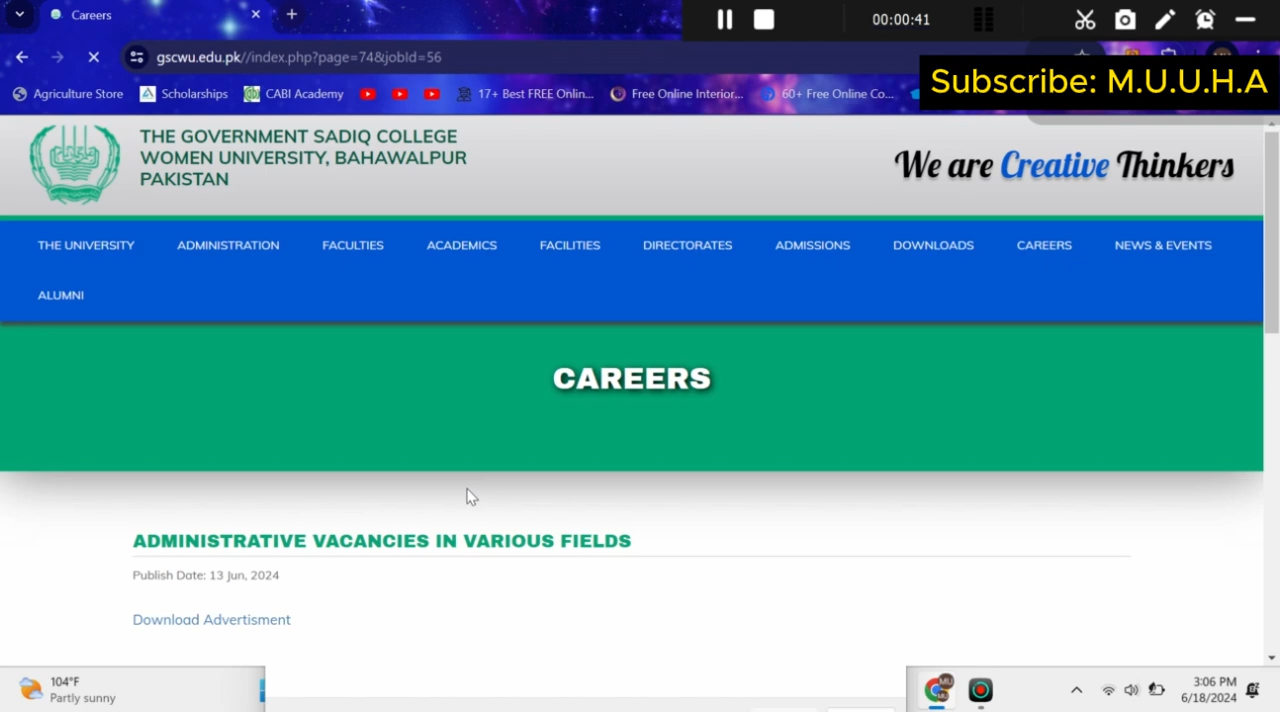 Careers
00:00:41
gscwu.edu.pk//index.php?page=74&jobId=56
Subscribe: M.U.U.H.A
Agriculture Store
Scholarships
CABI Academy
17+ Best FREE Onlin...
Free Online Interior...
60+ Free Online Co...
THE GOVERNMENT SADIQ COLLEGE
WOMEN UNIVERSITY, BAHAWALPUR
PAKISTAN
We are Creative Thinkers
THE UNIVERSITY
ADMINISTRATION
FACULTIES
ACADEMICS
FACILITIES
DIRECTORATES
ADMISSIONS
DOWNLOADS
CAREERS
NEWS & EVENTS
ALUMNI
CAREERS
ADMINISTRATIVE VACANCIES IN VARIOUS FIELDS
Publish Date: 13 Jun, 2024
Download Advertisment
104°F
Partly sunny
3:06 PM
6/18/2024